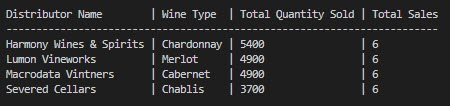 Distributor Name | Wine Type | Total Quantity Sold | Total Sales
--------------------------------------------------------------------
Harmony Wines & Spirits | Chardonnay | 5400 | 6
Lumon Vineworks | Merlot | 4900 | 6
Macrodata Vintners | Cabernet | 4900 | 6
Severed Cellars | Chablis | 3700 | 6